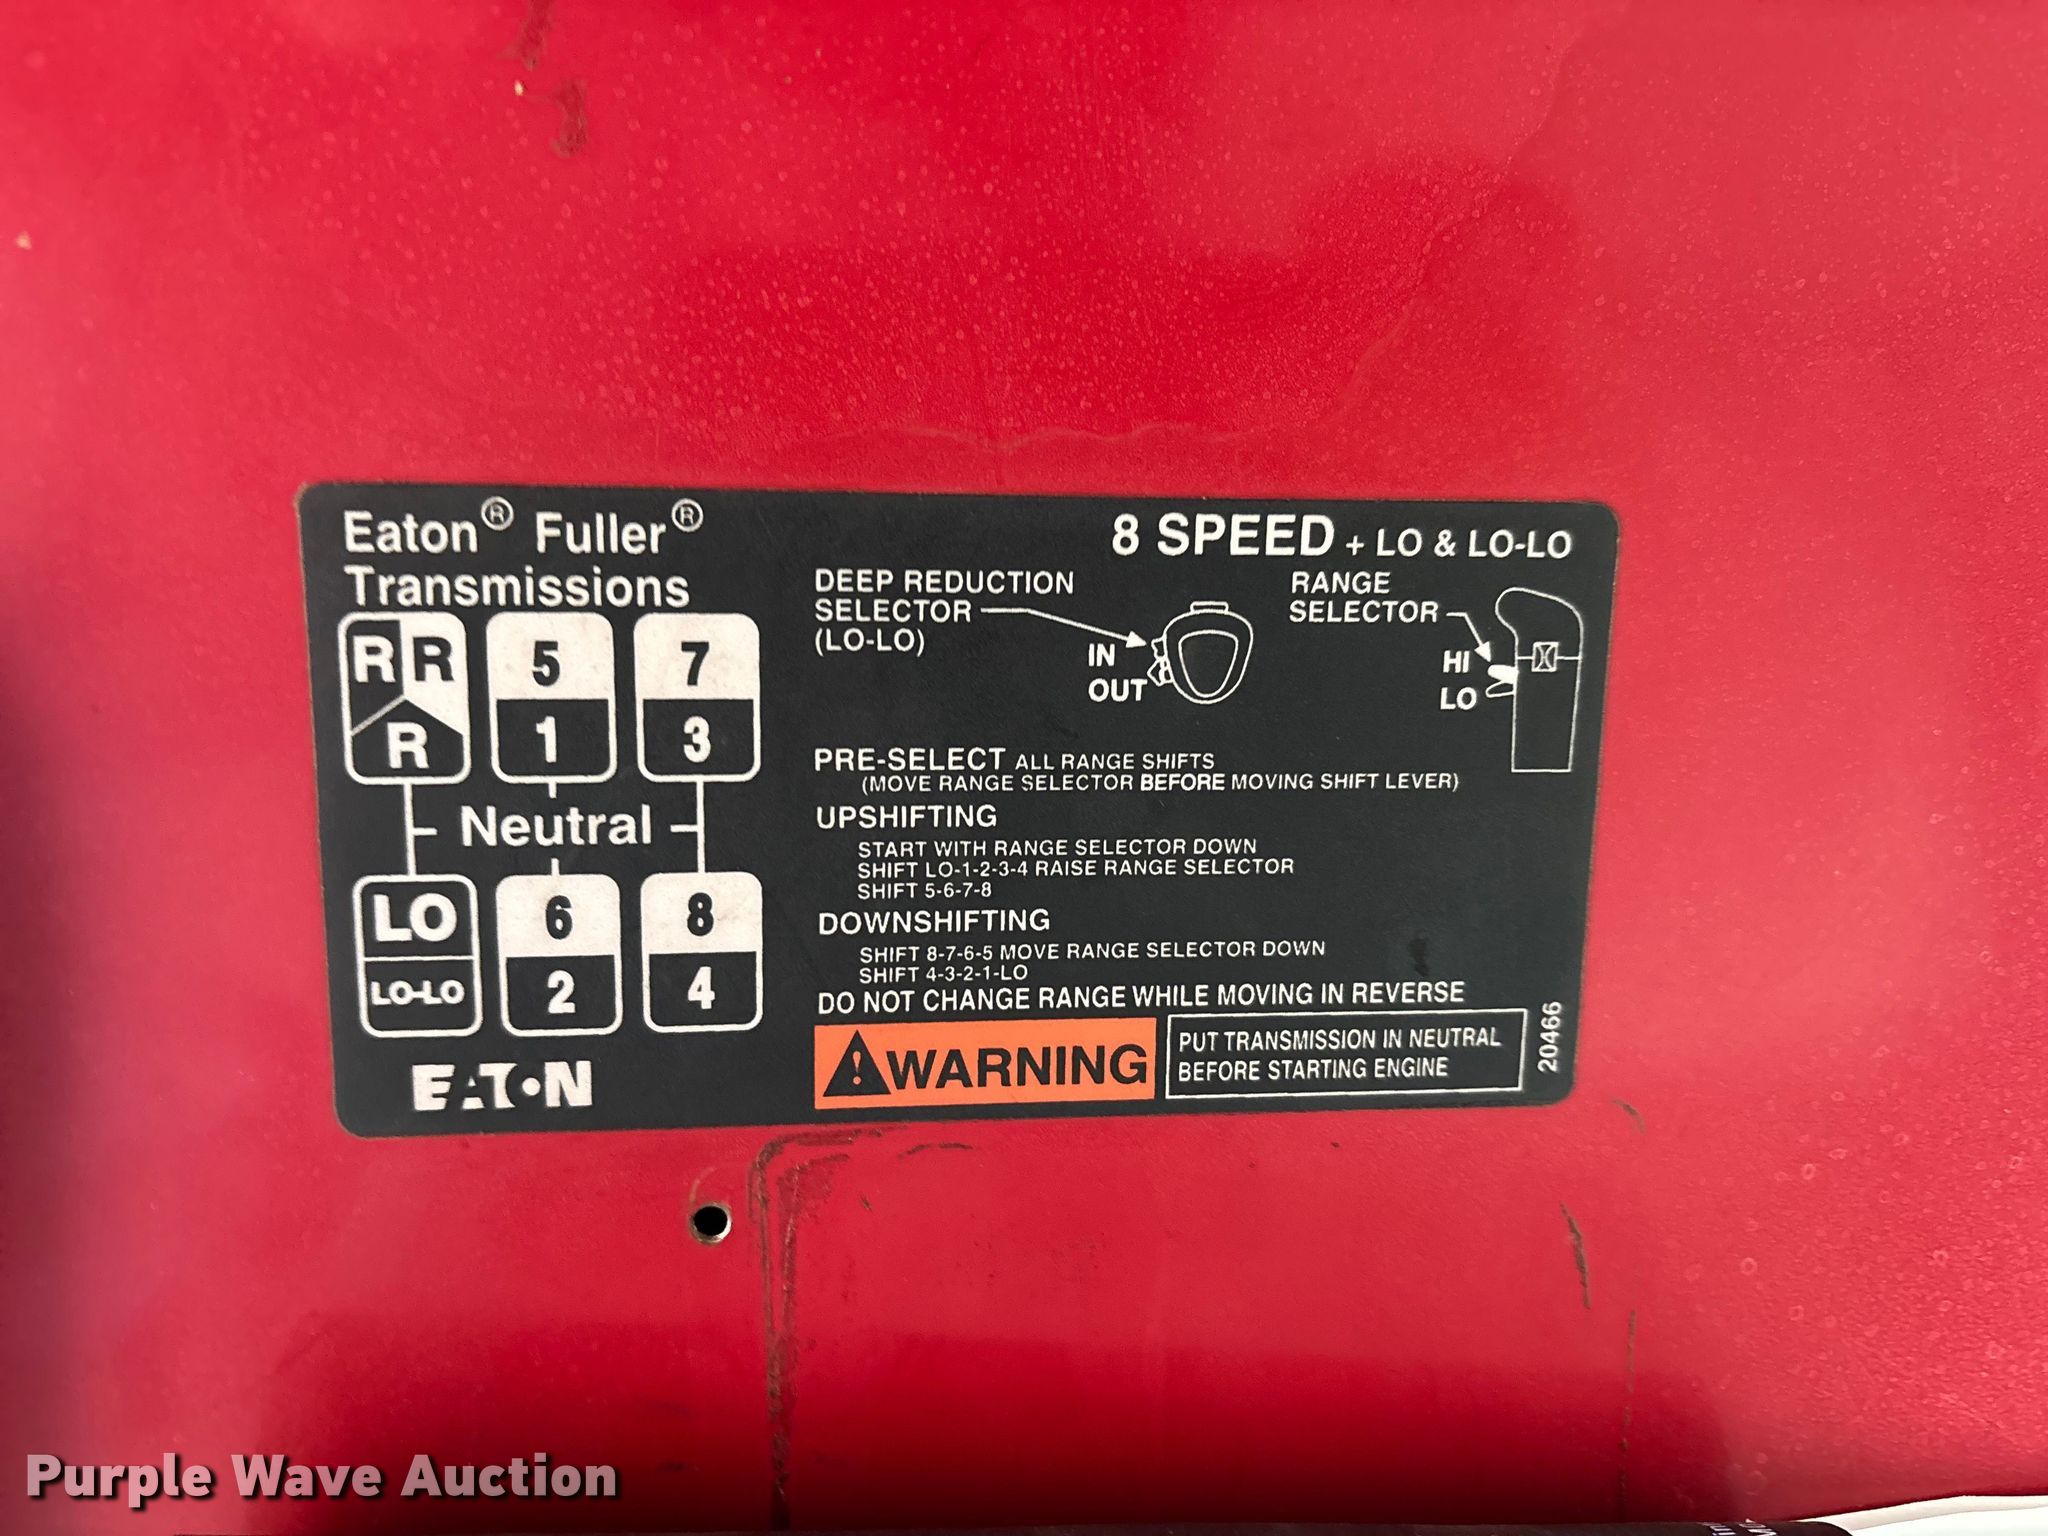 Eaton® Fuller®
Transmissions
R R 5 7
R 1 3
Neutral
LO 6 8
LO-LO 2 4
EATON
8 SPEED + LO & LO-LO
DEEP REDUCTION
SELECTOR
(LO-LO)
IN
OUT
RANGE
SELECTOR
HI
LO
PRE-SELECT ALL RANGE SHIFTS
(MOVE RANGE SELECTOR BEFORE MOVING SHIFT LEVER)
UPSHIFTING
START WITH RANGE SELECTOR DOWN
SHIFT LO-1-2-3-4 RAISE RANGE SELECTOR
SHIFT 5-6-7-8
DOWNSHIFTING
SHIFT 8-7-6-5 MOVE RANGE SELECTOR DOWN
SHIFT 4-3-2-1-LO
DO NOT CHANGE RANGE WHILE MOVING IN REVERSE
WARNING
PUT TRANSMISSION IN NEUTRAL
BEFORE STARTING ENGINE
20466
Purple Wave Auction